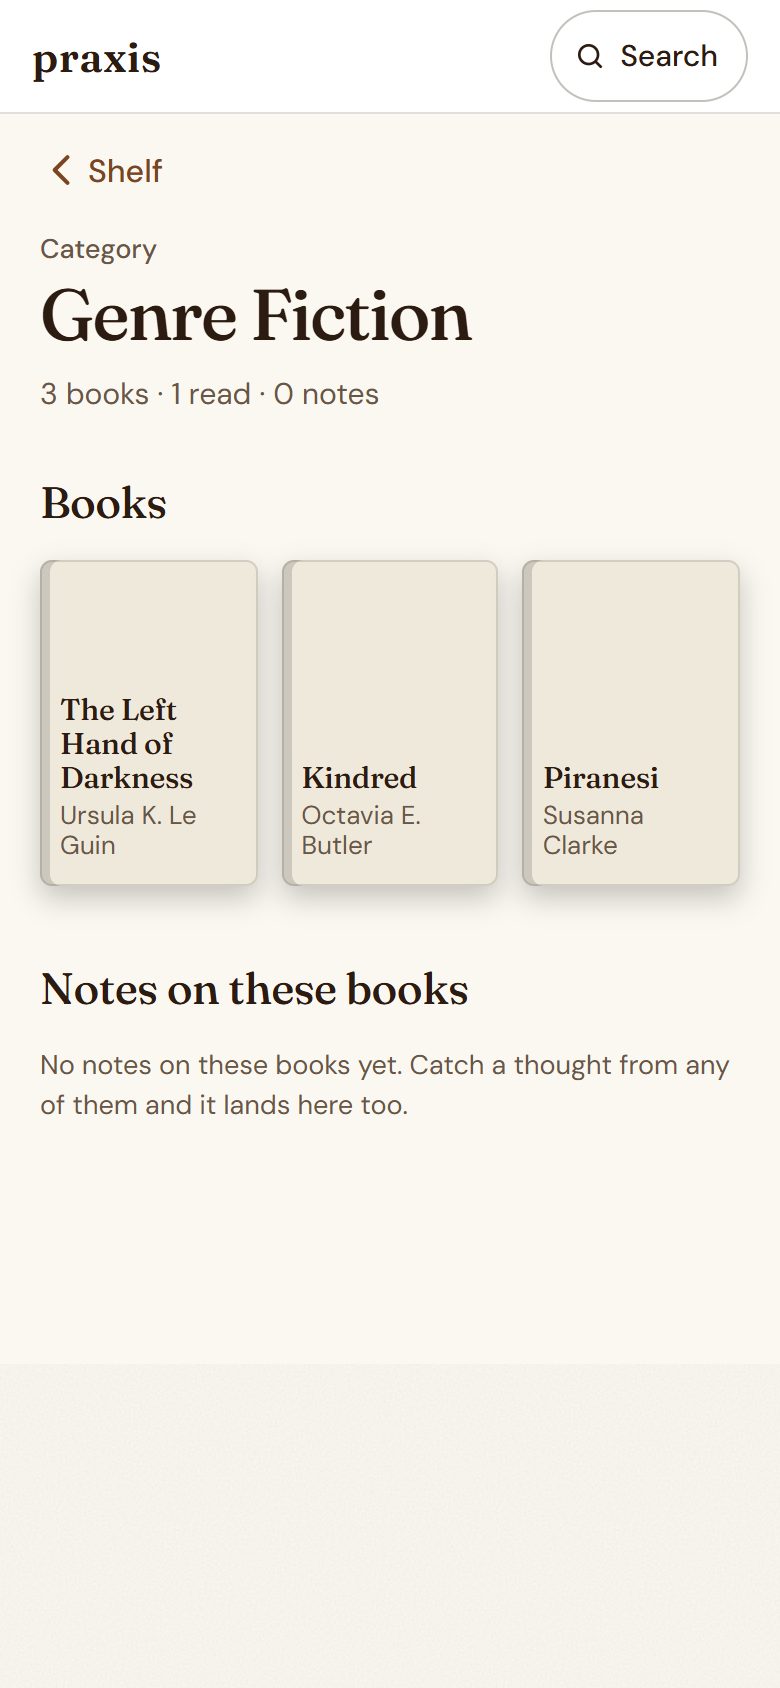 praxis
Search
Shelf
Category
Genre Fiction
3 books · 1 read · 0 notes
Books
The Left
Hand of
Darkness
Ursula K. Le
Guin
Kindred
Octavia E.
Butler
Piranesi
Susanna
Clarke
Notes on these books
No notes on these books yet. Catch a thought from any
of them and it lands here too.